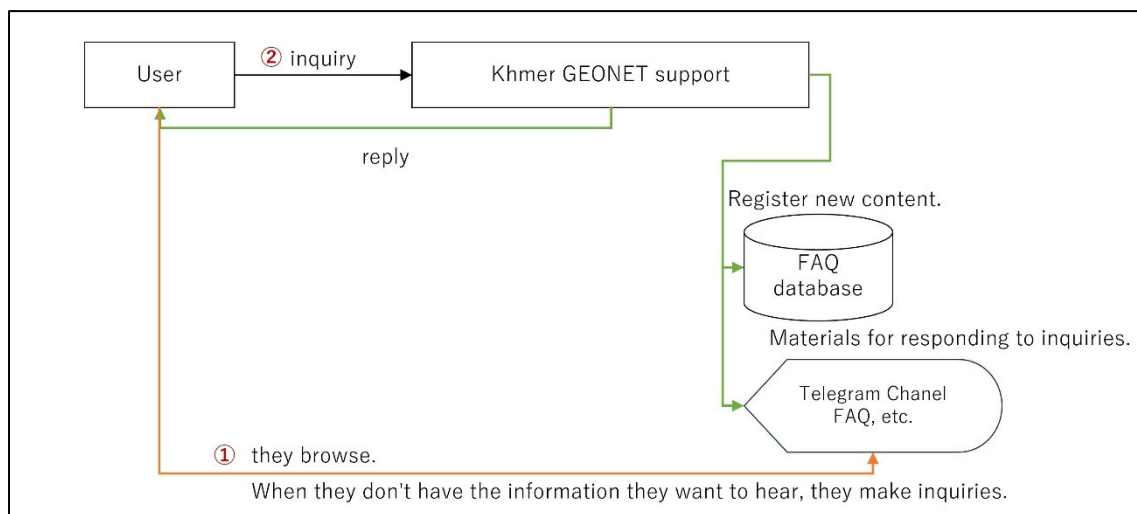 ② inquiry
User
Khmer GEONET support
reply
Register new content.
FAQ
database
Materials for responding to inquiries.
Telegram Chanel
FAQ, etc.
① they browse.
When they don't have the information they want to hear, they make inquiries.